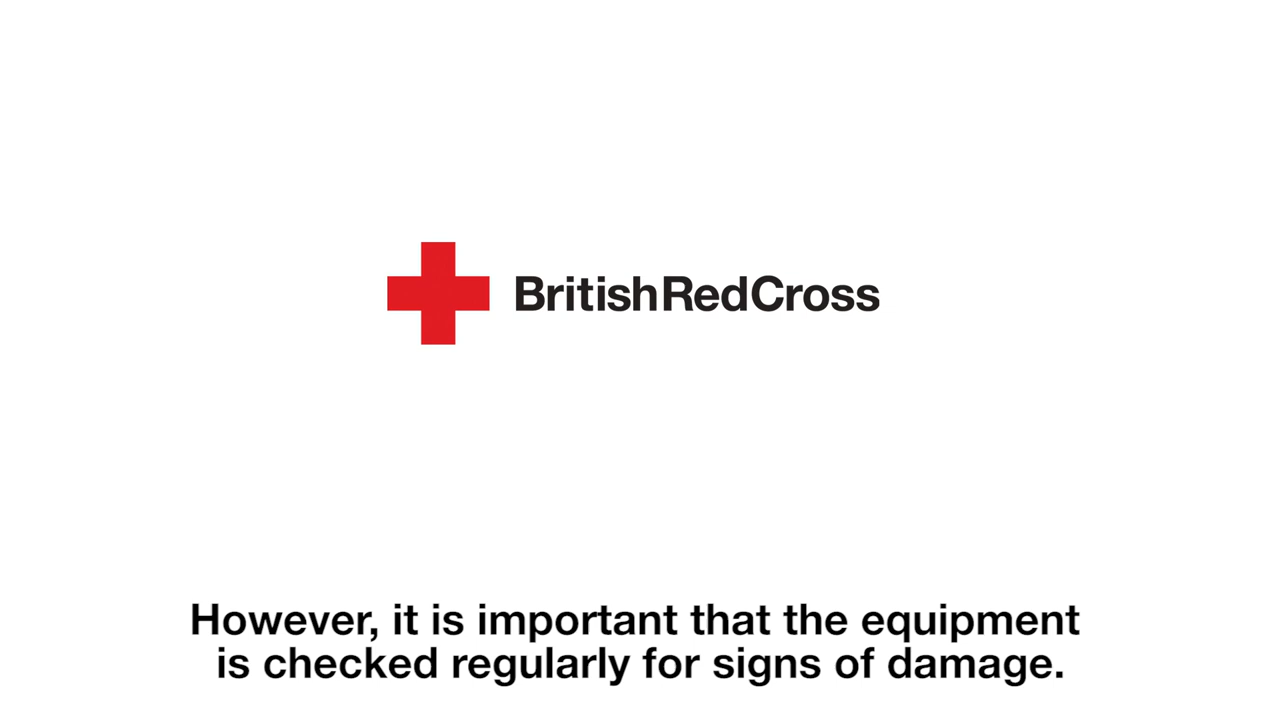 BritishRedCross
However, it is important that the equipment
is checked regularly for signs of damage.